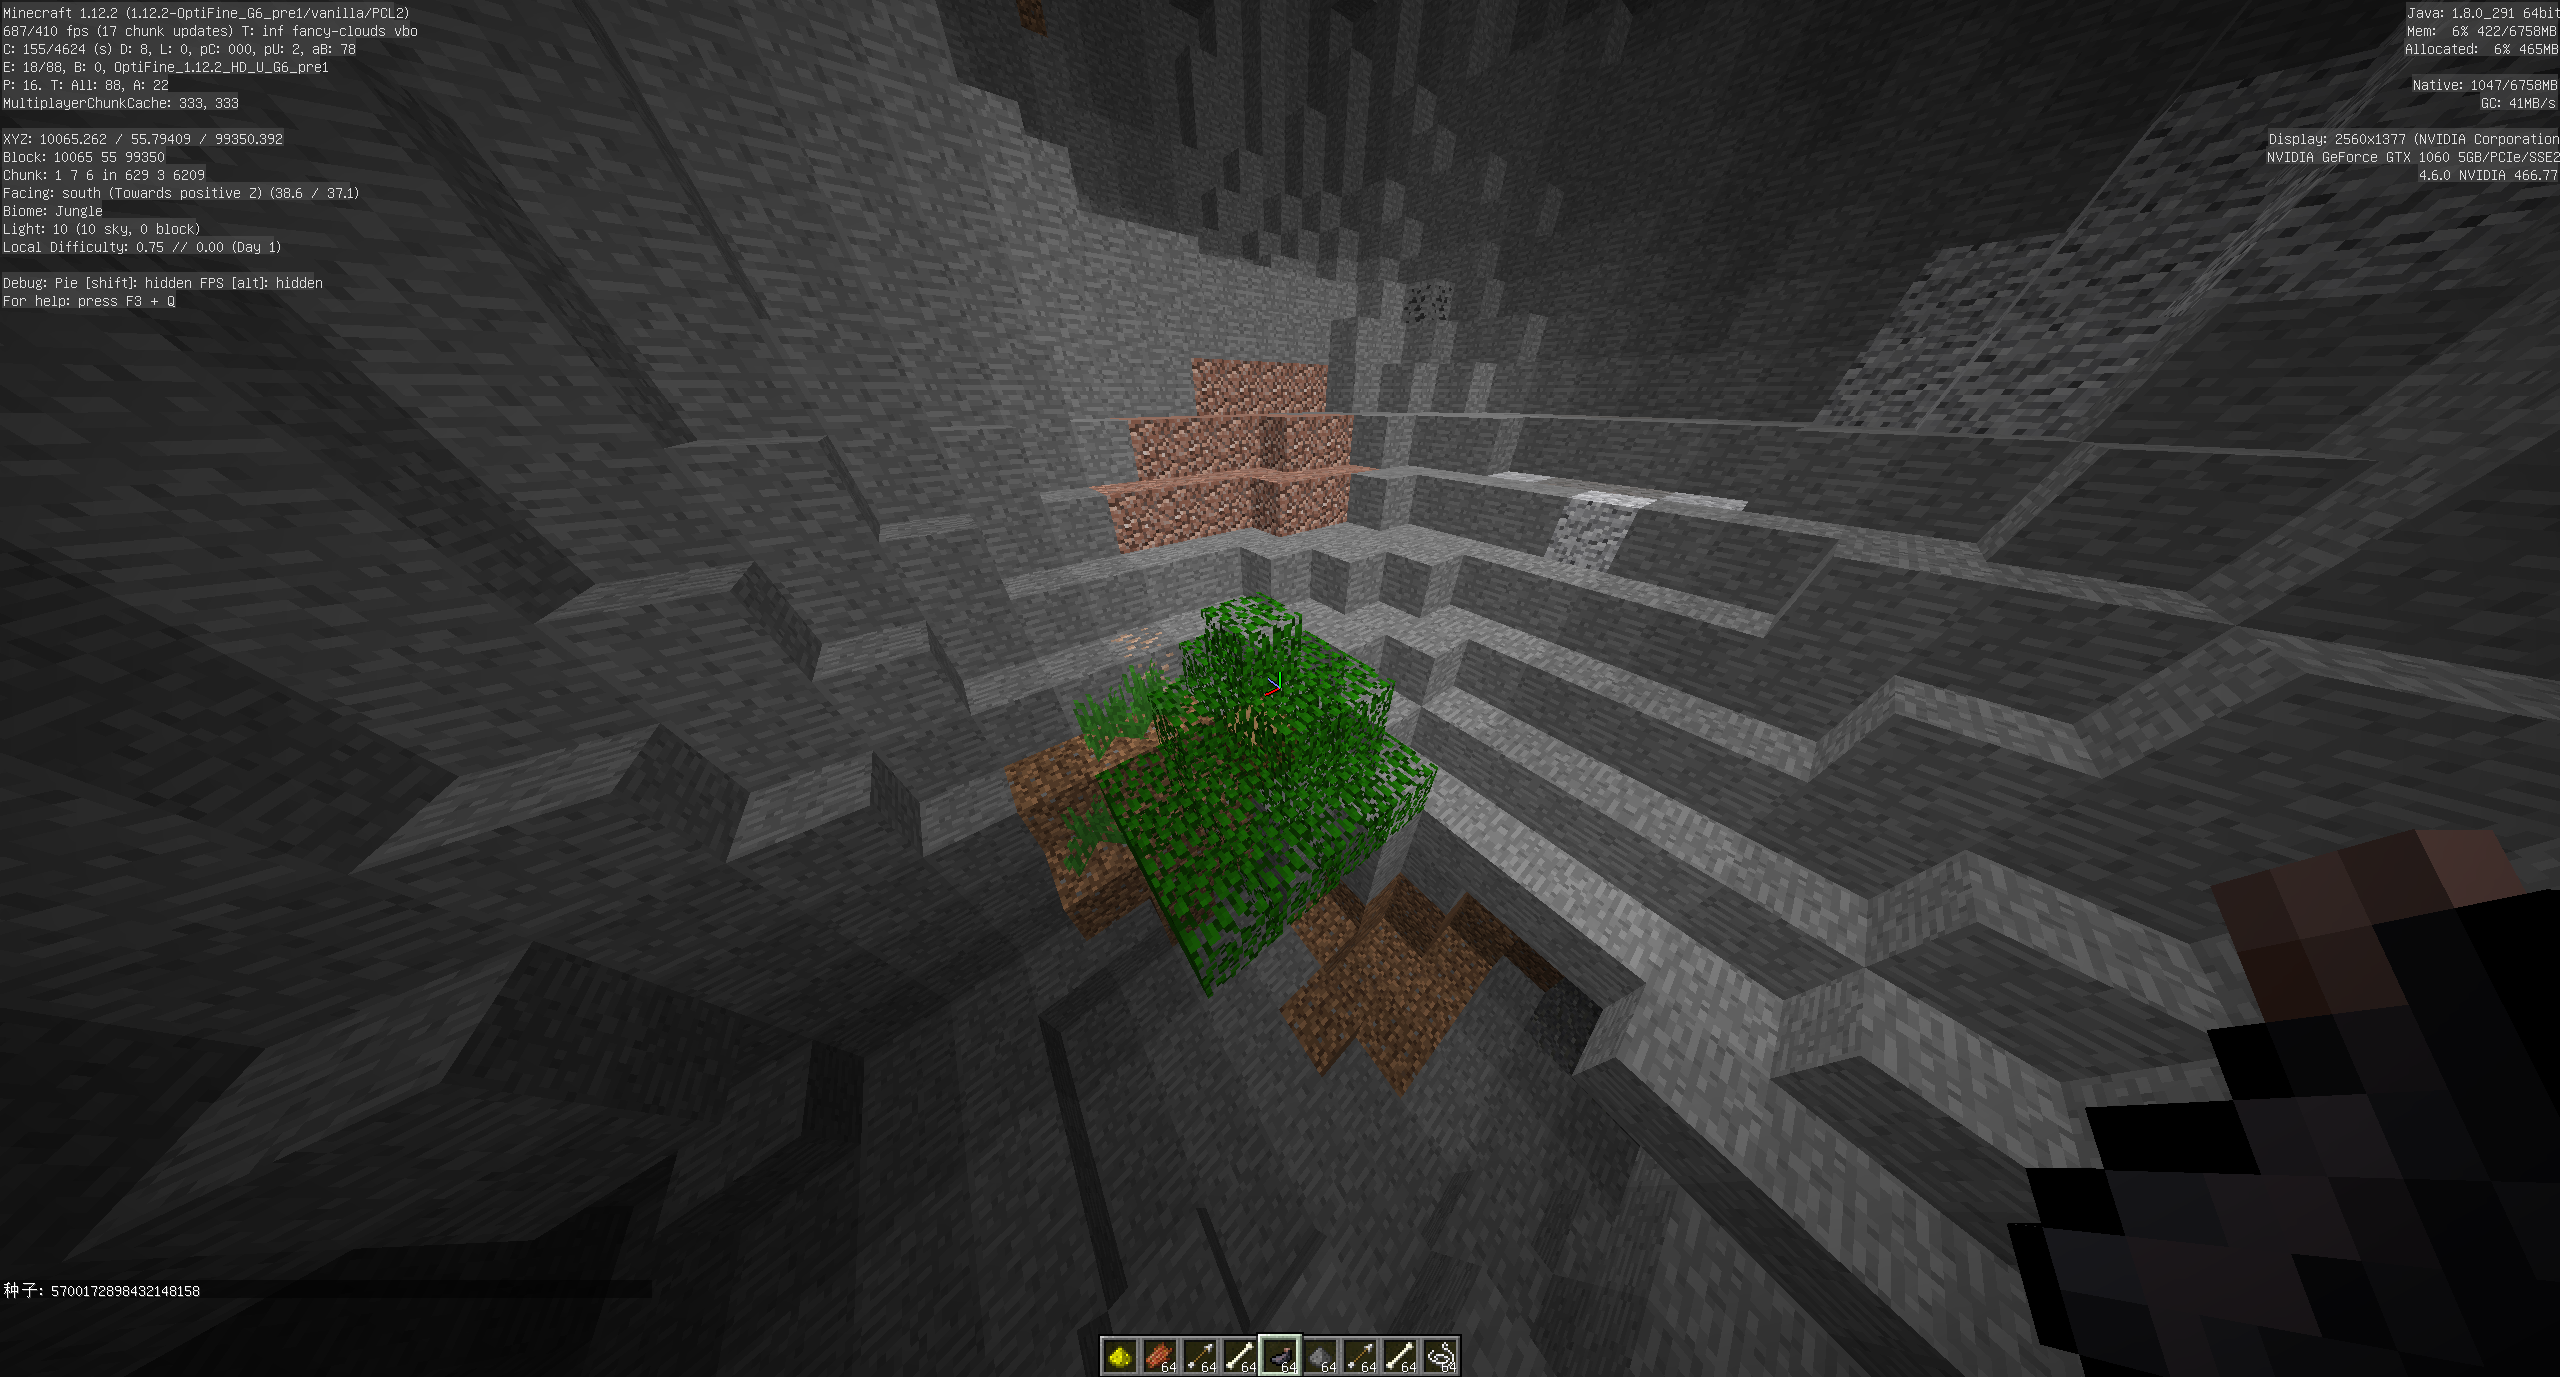 Minecraft 1.12.2 (1.12.2-OptiFine_G6_pre1/vanilla/PCL2)
687/410 fps (17 chunk updates) T: inf fancy-clouds vbo
C: 155/4624 (s) D: 8, L: 0, pC: 000, pU: 2, aB: 78
E: 18/88, B: 0, OptiFine_1.12.2_HD_U_G6_pre1
P: 16. T: All: 88, A: 22
MultiplayerChunkCache: 333, 333
XYZ: 10065.262 / 55.79409 / 99350.392
Block: 10065 55 99350
Chunk: 1 7 6 in 629 3 6209
Facing: south (Towards positive Z) (38.6 / 37.1)
Biome: Jungle
Light: 10 (10 sky, 0 block)
Local Difficulty: 0.75 // 0.00 (Day 1)
Debug: Pie [shift]: hidden FPS [alt]: hidden
For help: press F3 + Q
Java: 1.8.0_291 64bit
Mem: 6% 422/6758MB
Allocated: 6% 465MB
Native: 1047/6758MB
GC: 41MB/s
Display: 2560x1377 (NVIDIA Corporation
NVIDIA GeForce GTX 1060 5GB/PCIe/SSE2
4.6.0 NVIDIA 466.77
种子: 5700172898432148158
64 64 64 64 64 64 64 64